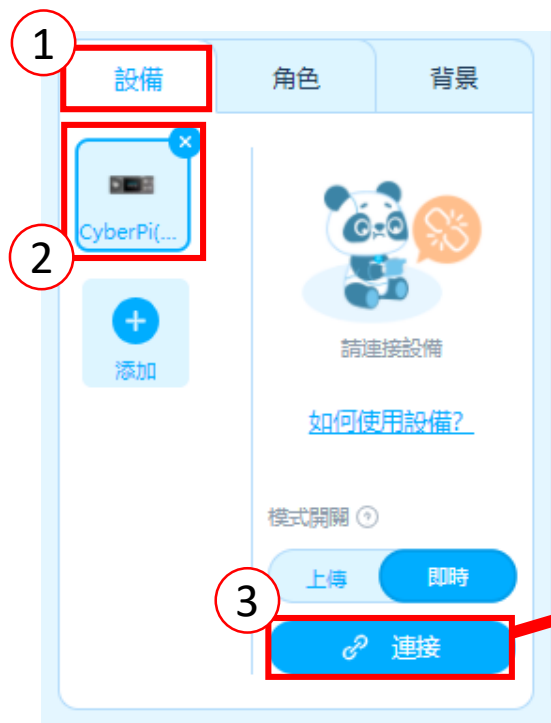 1
設備
角色
背景
2
CyberPi(...
添加
請連接設備
如何使用設備?
模式開關
上傳
即時
3
連接